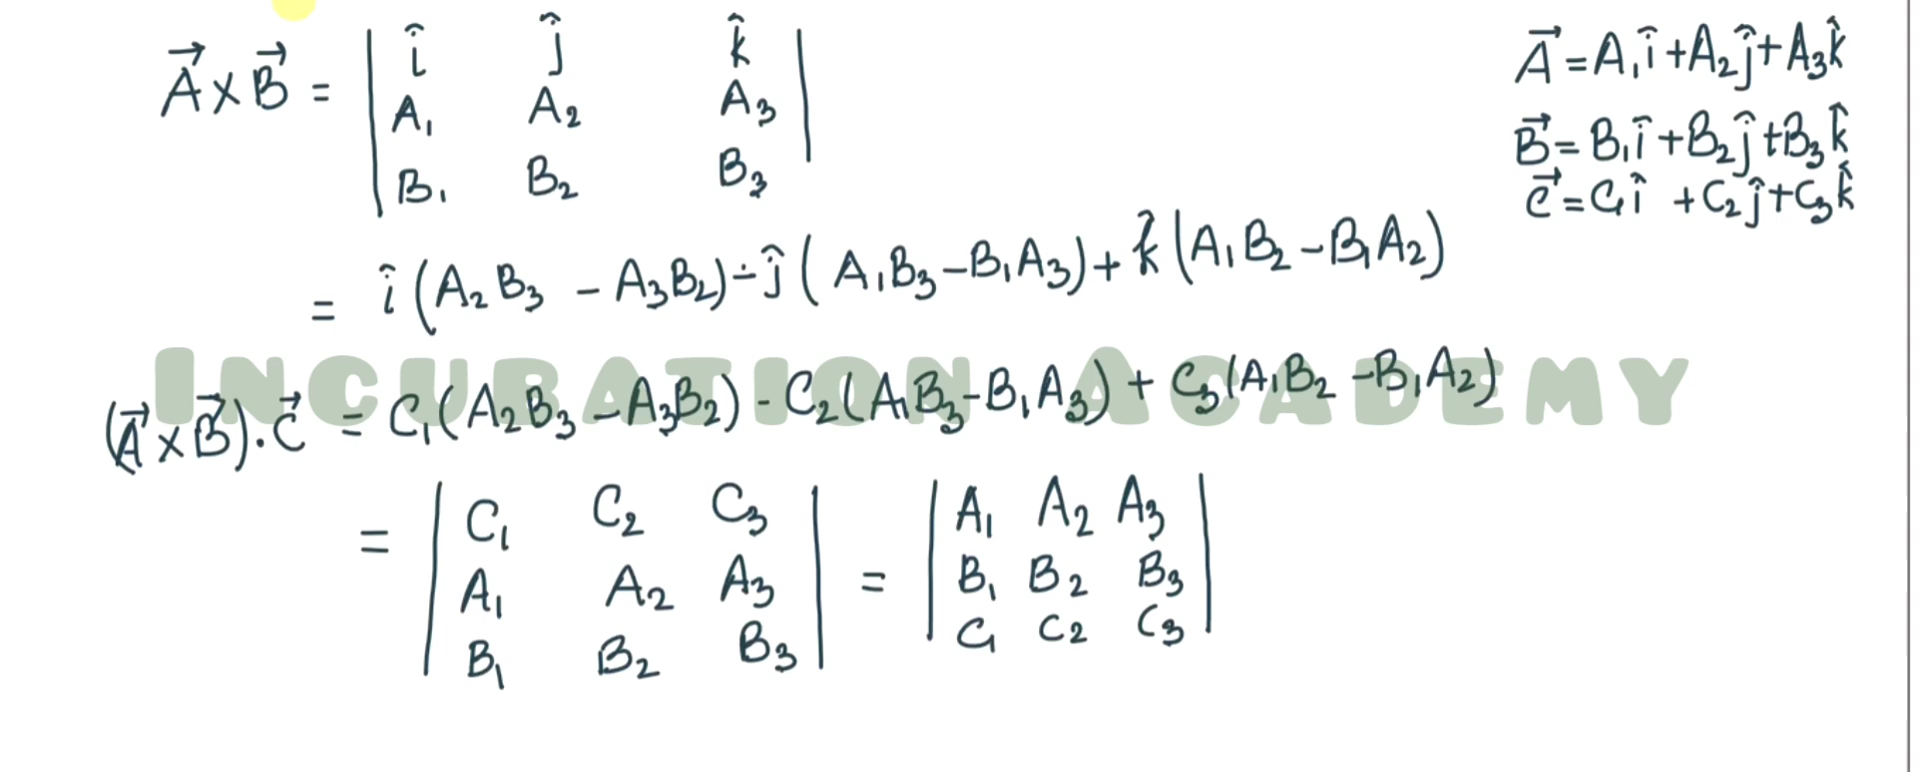 A⃗ × B⃗ = | î ĵ k̂ |
| A₁ A₂ A₃ |
| B₁ B₂ B₃ |
A⃗ = A₁î + A₂ĵ + A₃k̂
B⃗ = B₁î + B₂ĵ + B₃k̂
C⃗ = C₁î + C₂ĵ + C₃k̂
= î (A₂B₃ - A₃B₂) - ĵ (A₁B₃ - B₁A₃) + k̂ (A₁B₂ - B₁A₂)
INCUBATION ACADEMY
(A⃗ × B⃗).C⃗ = C₁(A₂B₃ - A₃B₂) - C₂(A₁B₃ - B₁A₃) + C₃(A₁B₂ - B₁A₂)
= | C₁ C₂ C₃ | = | A₁ A₂ A₃ |
| A₁ A₂ A₃ | | B₁ B₂ B₃ |
| B₁ B₂ B₃ | | C₁ C₂ C₃ |